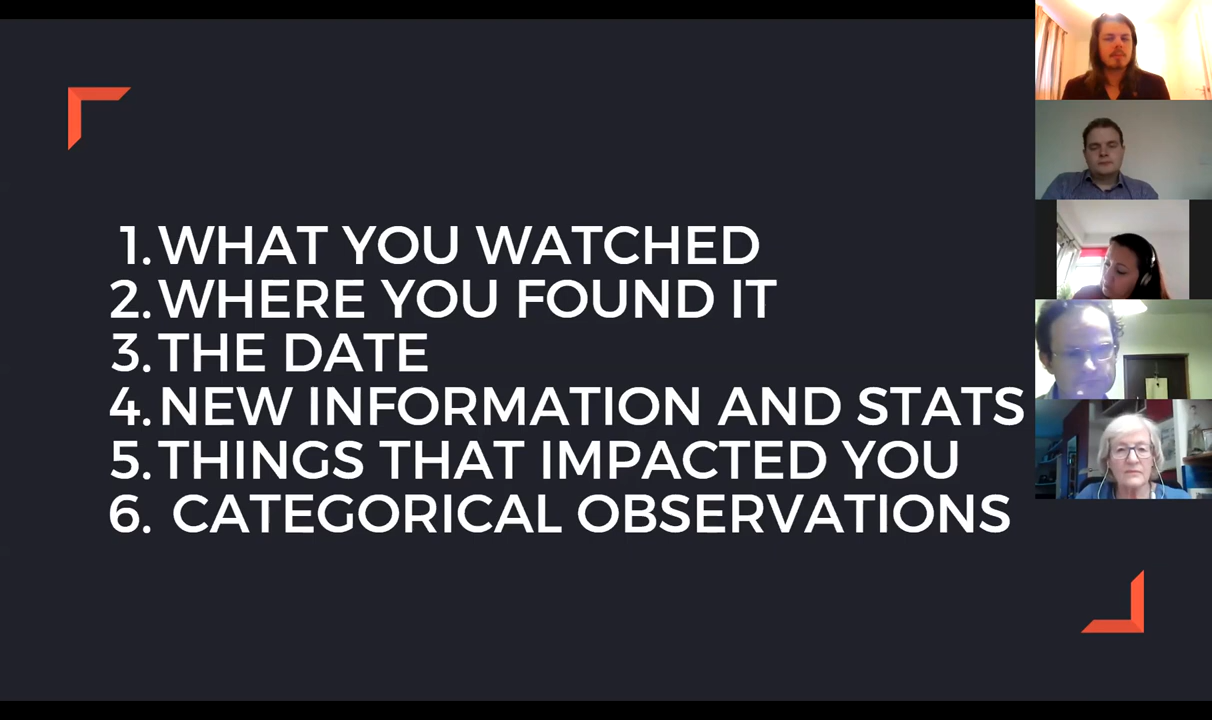 1. WHAT YOU WATCHED
2. WHERE YOU FOUND IT
3. THE DATE
4. NEW INFORMATION AND STATS
5. THINGS THAT IMPACTED YOU
6. CATEGORICAL OBSERVATIONS